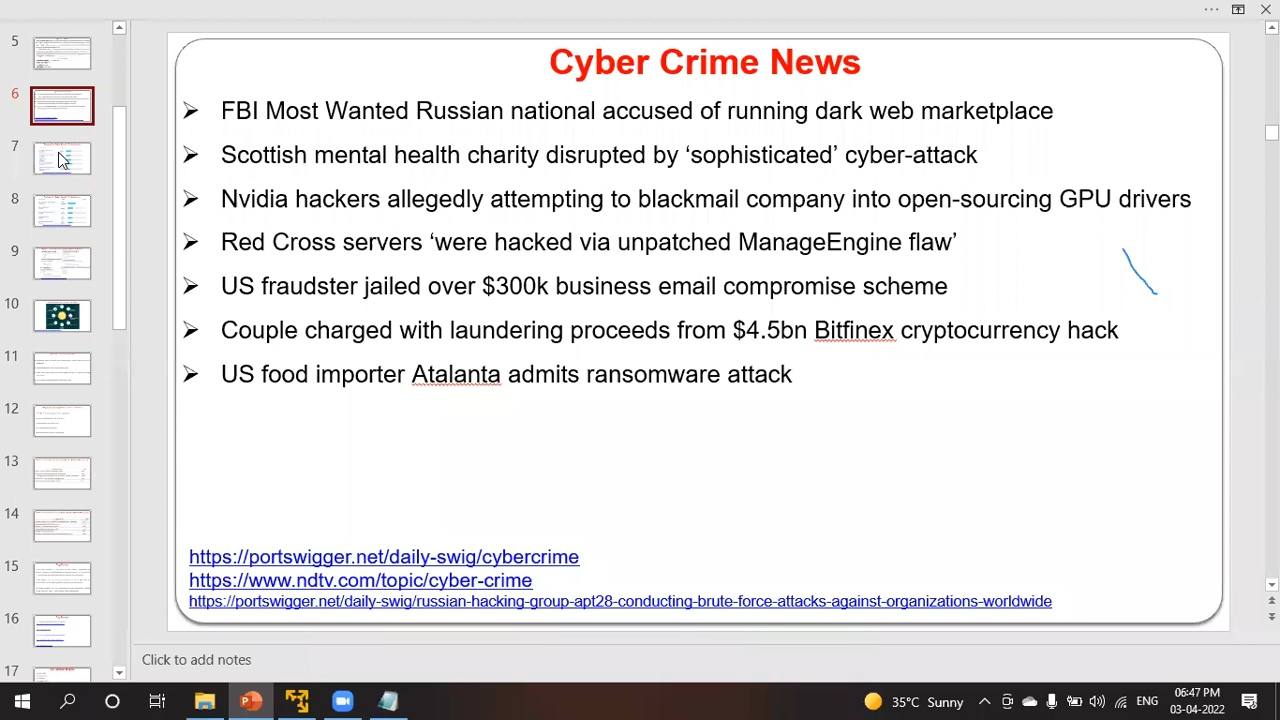 Cyber Crime News
➢ FBI Most Wanted Russian national accused of running dark web marketplace
➢ Scottish mental health charity disrupted by ‘sophisticated’ cyber-attack
➢ Nvidia hackers allegedly attempting to blackmail company into open-sourcing GPU drivers
➢ Red Cross servers ‘were hacked via unpatched ManageEngine flaw’
➢ US fraudster jailed over $300k business email compromise scheme
➢ Couple charged with laundering proceeds from $4.5bn Bitfinex cryptocurrency hack
➢ US food importer Atalanta admits ransomware attack
https://portswigger.net/daily-swig/cybercrime
https://www.ndtv.com/topic/cyber-crime
https://portswigger.net/daily-swig/russian-hacking-group-apt28-conducting-brute-force-attacks-against-organizations-worldwide
Click to add notes
5
6
7
8
9
10
11
12
13
14
15
16
17
35°C Sunny
ENG
06:47 PM
03-04-2022